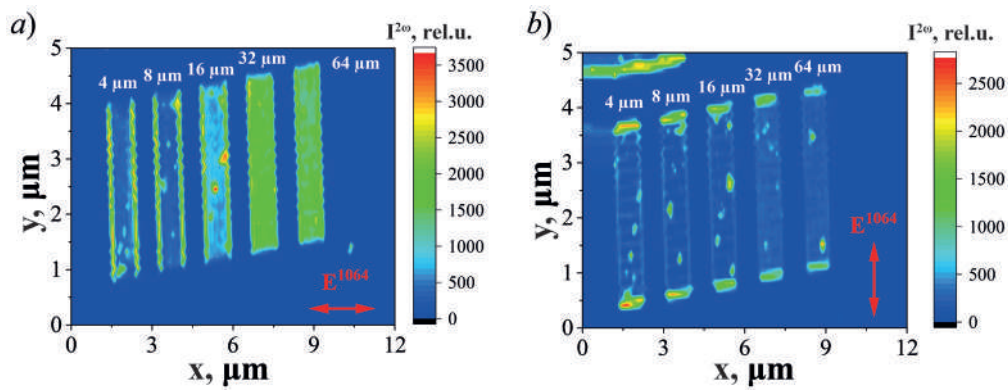 a)
I²ω, rel.u.
5
4
3
2
1
0
y, µm
4 µm
8 µm
16 µm
32 µm
64 µm
E¹⁰⁶⁴
0 3 6 9 12
x, µm
3500
3000
2500
2000
1500
1000
500
0
b)
I²ω, rel.u.
5
4
3
2
1
0
y, µm
4 µm
8 µm
16 µm
32 µm
64 µm
E¹⁰⁶⁴
0 3 6 9 12
x, µm
2500
2000
1500
1000
500
0